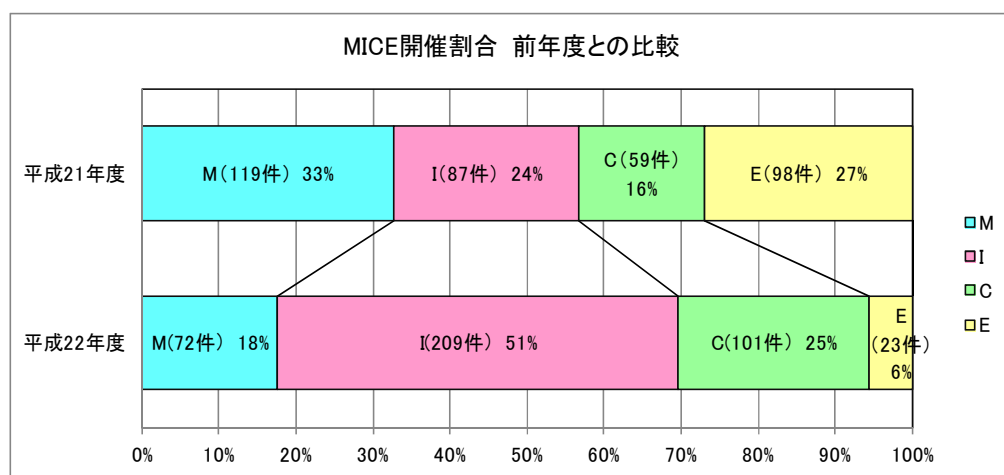 MICE開催割合 前年度との比較
平成21年度
M(119件) 33%
I(87件) 24%
C(59件)
16%
E(98件) 27%
平成22年度
M(72件) 18%
I(209件) 51%
C(101件) 25%
E
(23件)
6%
M
I
C
E
0%
10%
20%
30%
40%
50%
60%
70%
80%
90%
100%